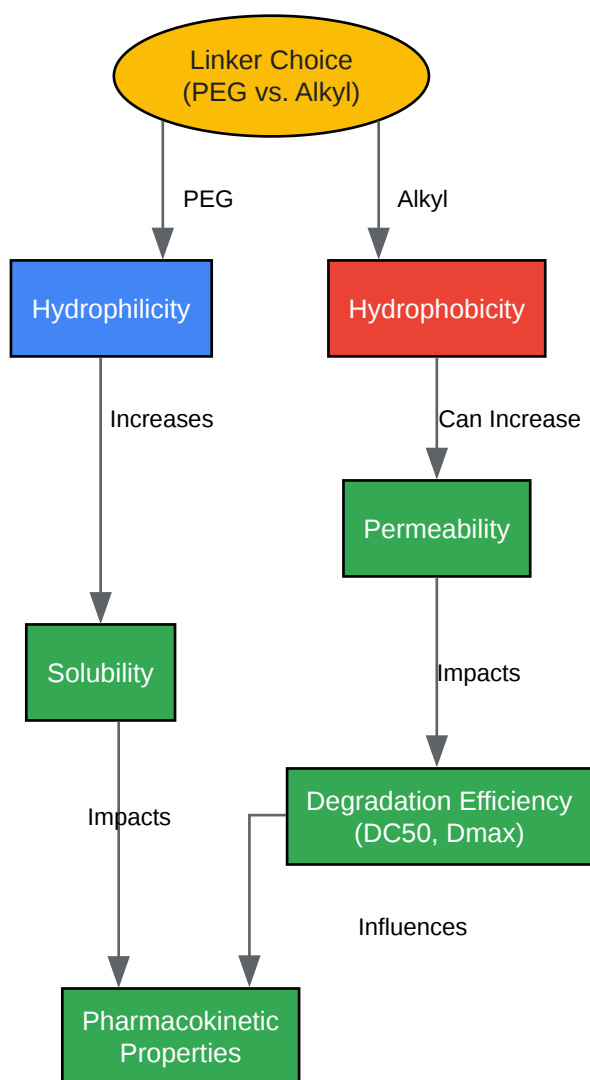 Linker Choice
(PEG vs. Alkyl)
PEG
Alkyl
Hydrophilicity
Hydrophobicity
Increases
Can Increase
Permeability
Solubility
Impacts
Degradation Efficiency
(DC50, Dmax)
Impacts
Influences
Pharmacokinetic
Properties